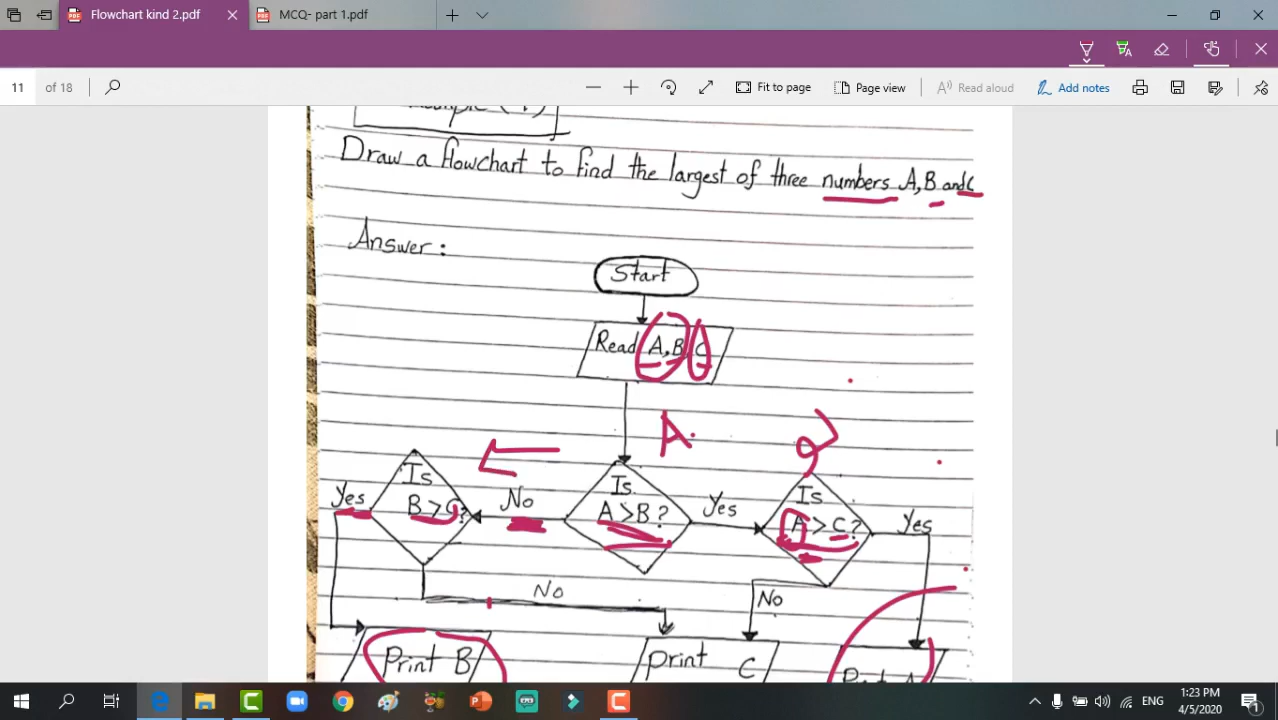 Flowchart kind 2.pdf
MCQ- part 1.pdf
11 of 18
Fit to page
Page view
Read aloud
Add notes
Draw a flowchart to find the largest of three numbers A, B and C
Answer :
Start
Read A, B, C
A.
Is A > B ?
Yes
No
Is B > C ?
Yes
No
Is A > C ?
Yes
No
Print B
Print C
ENG
1:23 PM
4/5/2020